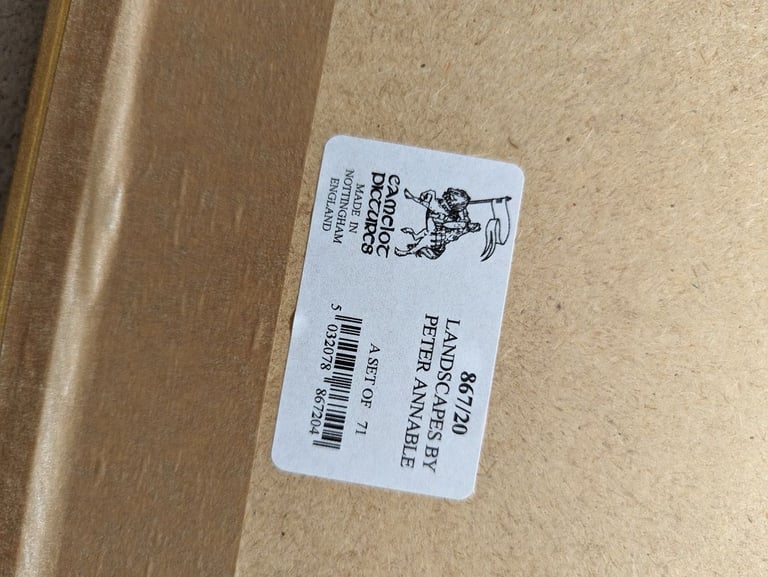 camelot
pictures
MADE IN
NOTTINGHAM
ENGLAND
867/20
LANDSCAPES BY
PETER ANNABLE
A SET OF 71
5 032078 867204